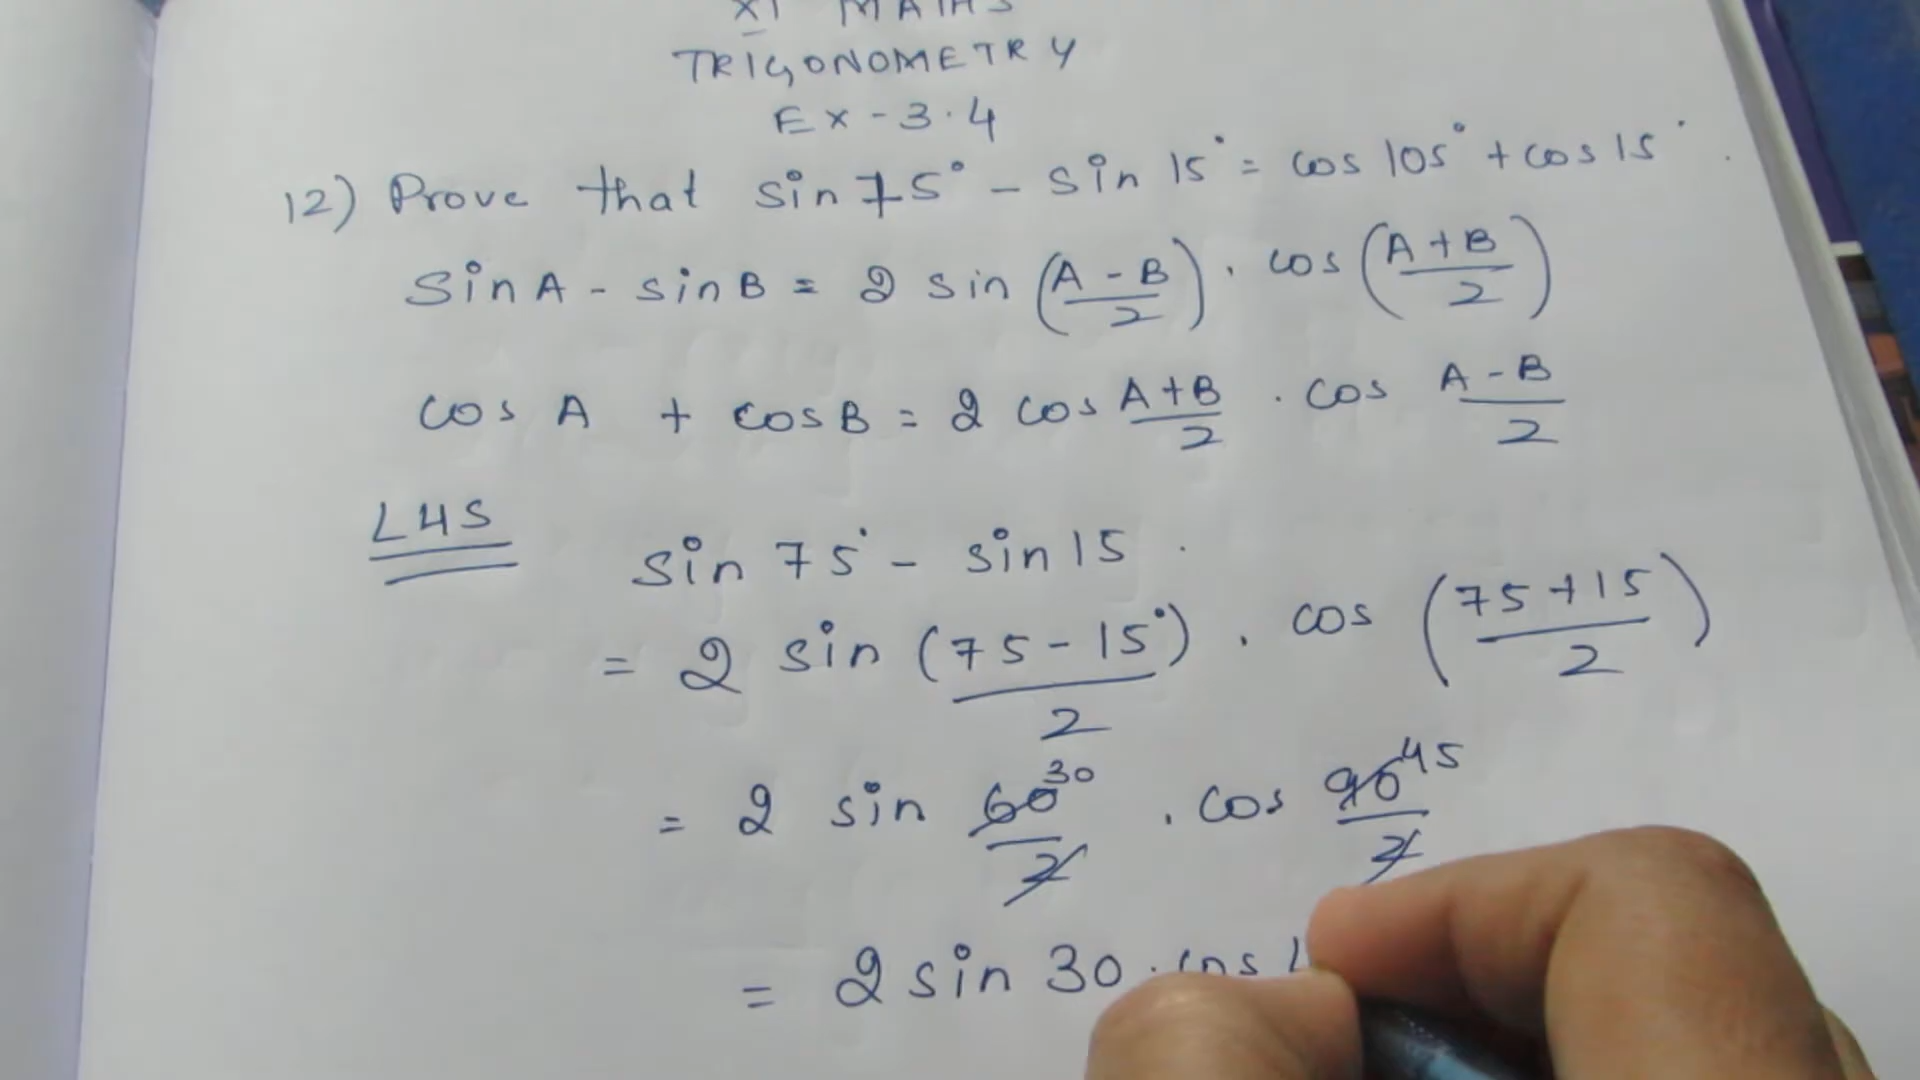 XI MATHS
TRIGONOMETRY
Ex - 3.4
12) Prove that sin 75° - sin 15° = cos 105° + cos 15°.
sin A - sin B = 2 sin (A - B / 2) . cos (A + B / 2)
cos A + cos B = 2 cos A + B / 2 . cos A - B / 2
LHS sin 75° - sin 15
= 2 sin (75 - 15°) / 2 . cos (75 + 15 / 2)
= 2 sin 60 / 2 30 . cos 90 / 2 45
= 2 sin 30 . cos